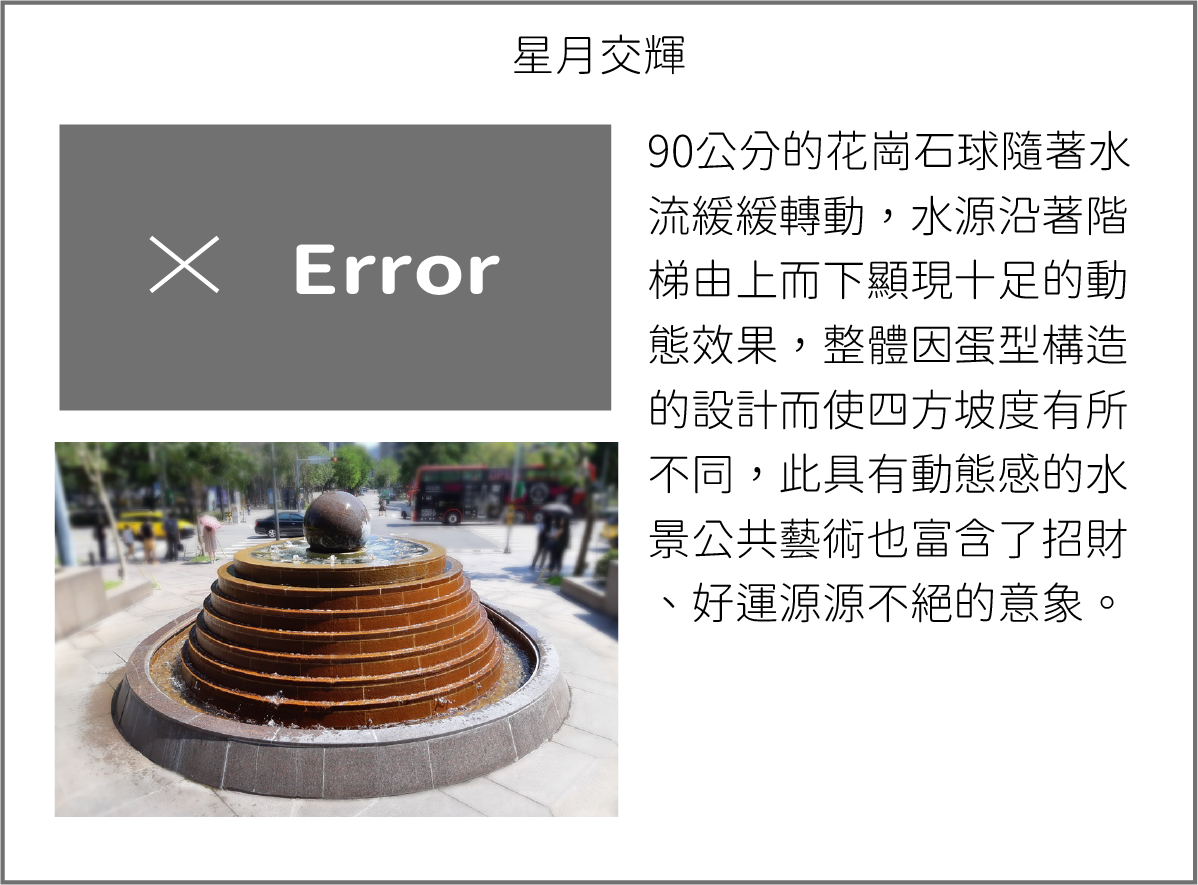 星月交輝
× Error
90公分的花崗石球隨著水
流緩緩轉動，水源沿著階
梯由上而下顯現十足的動
態效果，整體因蛋型構造
的設計而使四方坡度有所
不同，此具有動態感的水
景公共藝術也富含了招財
、好運源源不絕的意象。